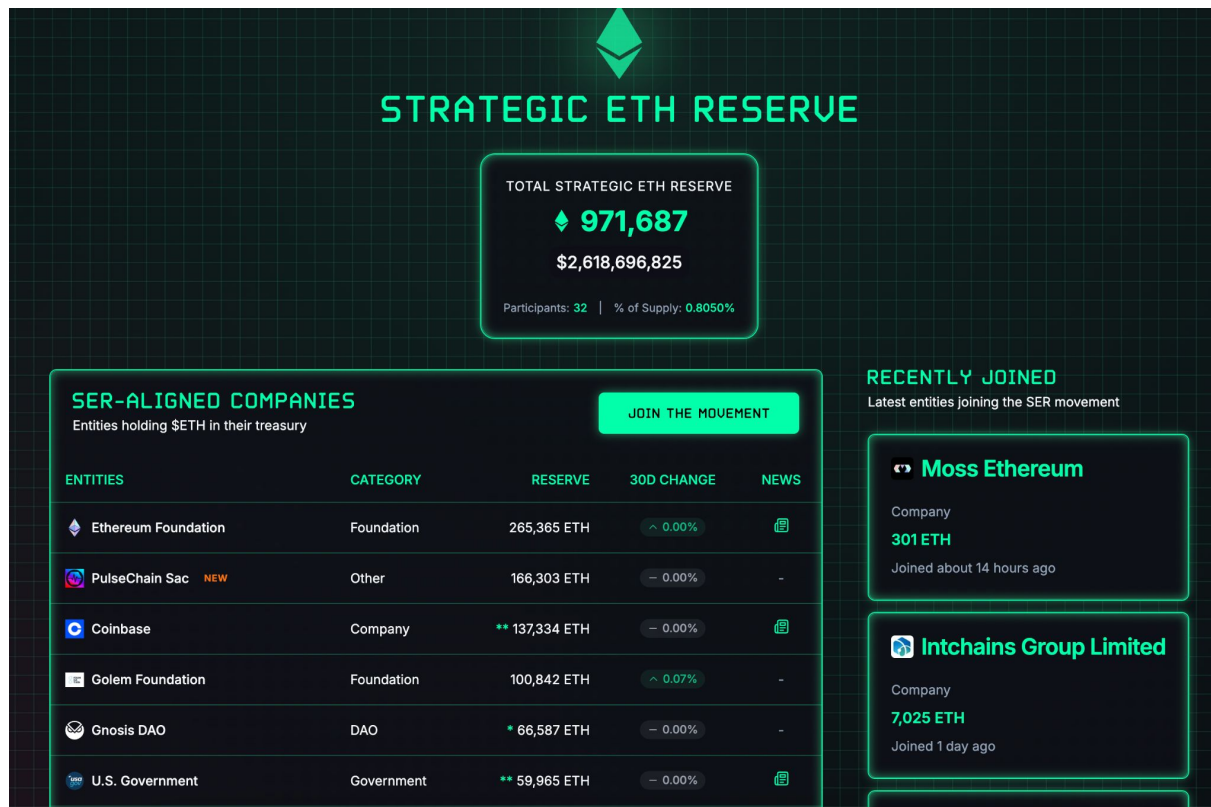 STRATEGIC ETH RESERVE
TOTAL STRATEGIC ETH RESERVE
971,687
$2,618,696,825
Participants: 32 | % of Supply: 0.8050%
SER-ALIGNED COMPANIES
Entities holding $ETH in their treasury
JOIN THE MOVEMENT
ENTITIES CATEGORY RESERVE 30D CHANGE NEWS
Ethereum Foundation Foundation 265,365 ETH ^ 0.00%
PulseChain Sac NEW Other 166,303 ETH – 0.00% -
Coinbase Company ** 137,334 ETH – 0.00%
Golem Foundation Foundation 100,842 ETH ^ 0.07% -
Gnosis DAO DAO * 66,587 ETH – 0.00% -
U.S. Government Government ** 59,965 ETH – 0.00%
RECENTLY JOINED
Latest entities joining the SER movement
Moss Ethereum
Company
301 ETH
Joined about 14 hours ago
Intchains Group Limited
Company
7,025 ETH
Joined 1 day ago